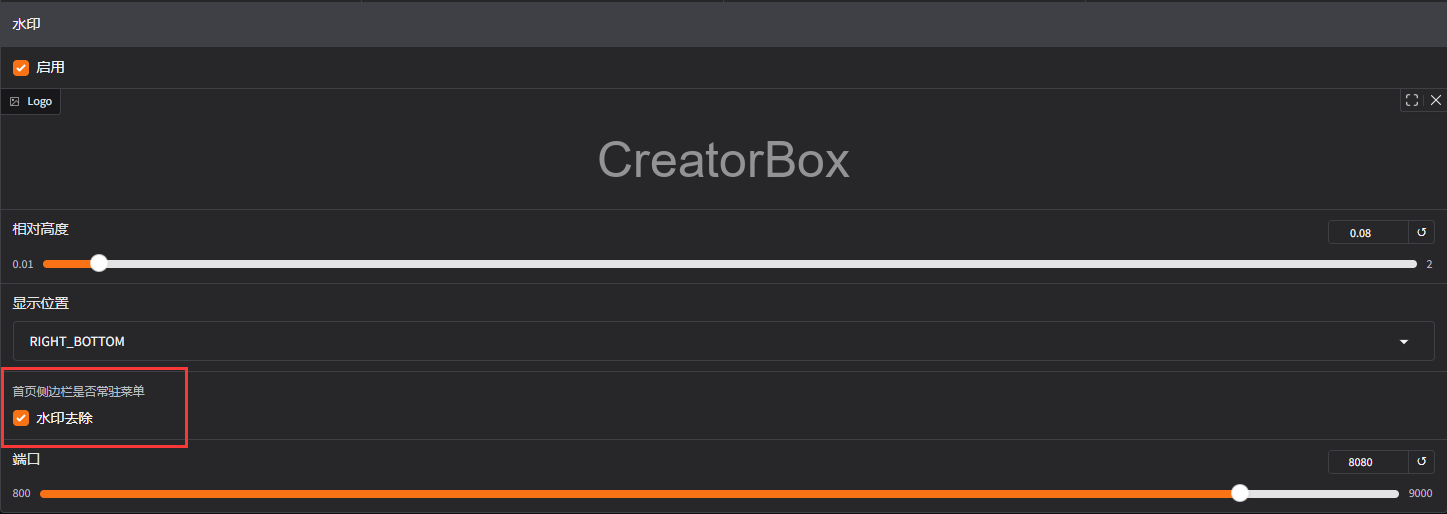 水印
启用
Logo
CreatorBox
相对高度
0.08
0.01
2
显示位置
RIGHT_BOTTOM
首页侧边栏是否常驻菜单
水印去除
端口
8080
800
9000